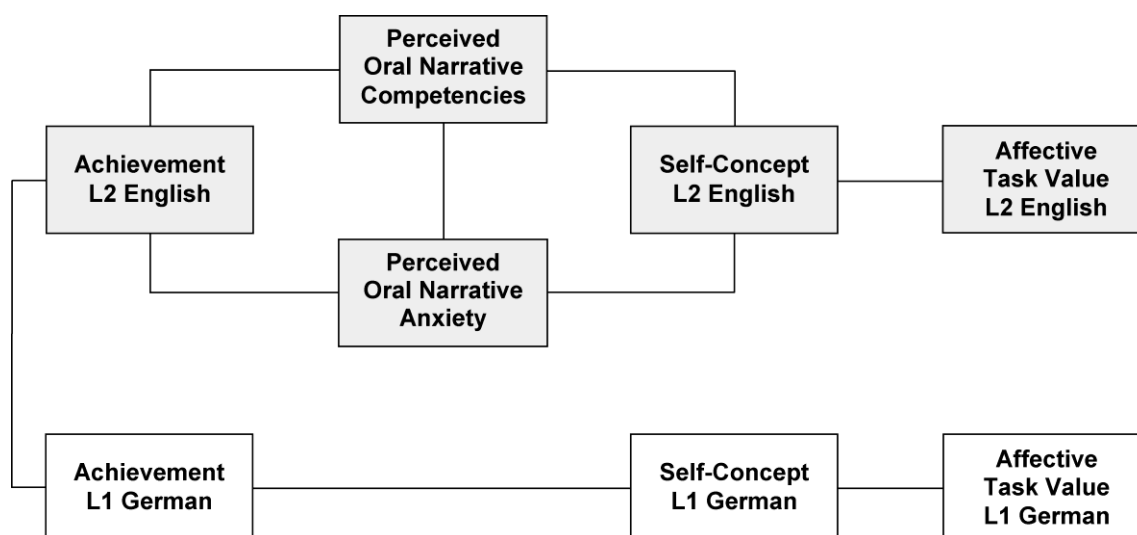 Perceived
Oral Narrative
Competencies
Achievement
L2 English
Self-Concept
L2 English
Affective
Task Value
L2 English
Perceived
Oral Narrative
Anxiety
Achievement
L1 German
Self-Concept
L1 German
Affective
Task Value
L1 German